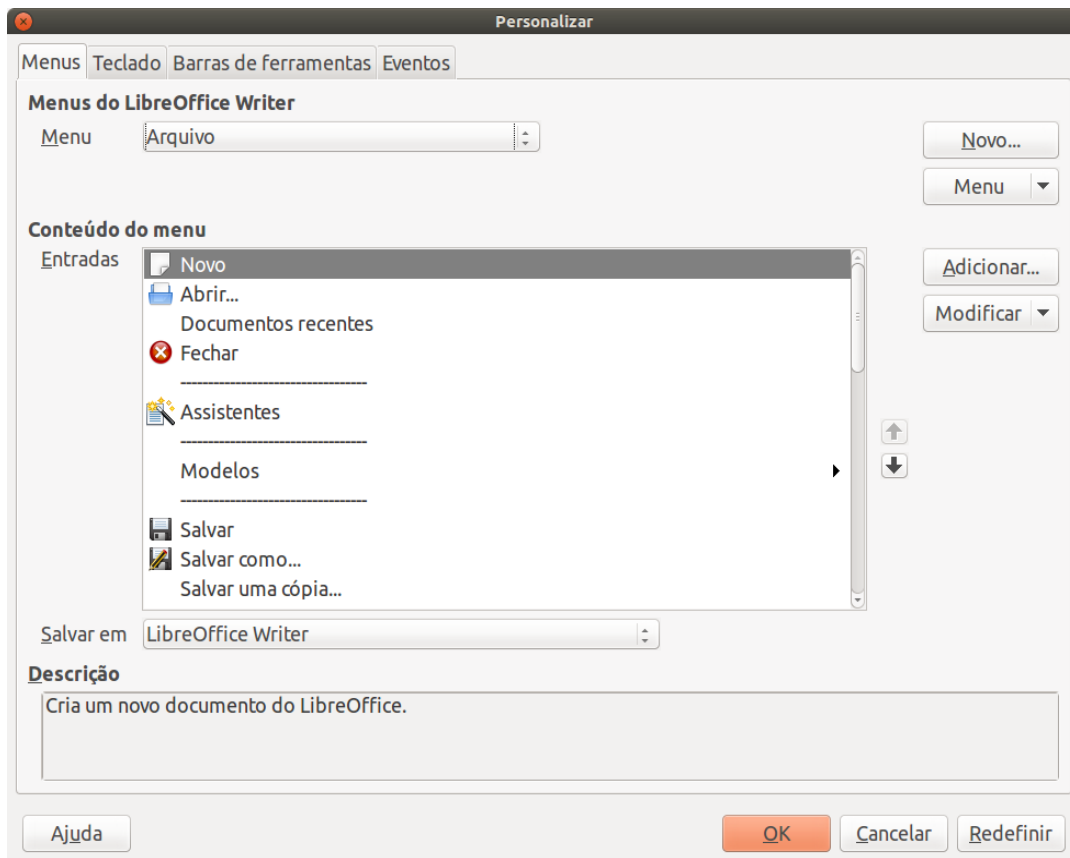 Personalizar
Menus Teclado Barras de ferramentas Eventos
Menus do LibreOffice Writer
Menu Arquivo Novo...
Menu
Conteúdo do menu
Entradas Novo Adicionar...
Abrir...
Documentos recentes Modificar
Fechar
----------------------------------
Assistentes
----------------------------------
Modelos
----------------------------------
Salvar
Salvar como...
Salvar uma cópia...
Salvar em LibreOffice Writer
Descrição
Cria um novo documento do LibreOffice.
Ajuda OK Cancelar Redefinir